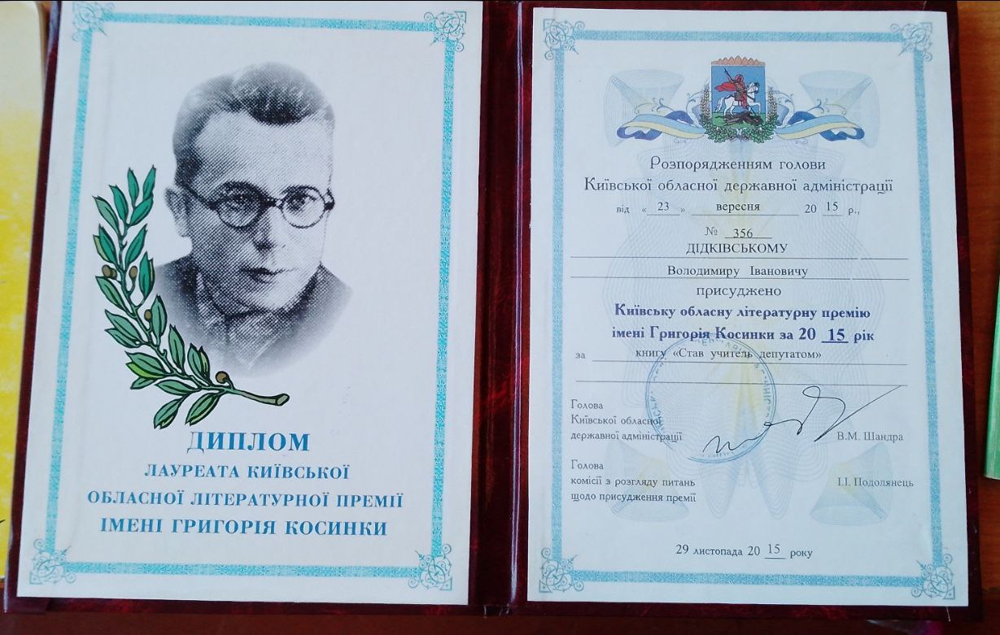 ДИПЛОМ
ЛАУРЕАТА КИЇВСЬКОЇ
ОБЛАСНОЇ ЛІТЕРАТУРНОЇ ПРЕМІЇ
ІМЕНІ ГРИГОРІЯ КОСИНКИ
Розпорядженням голови
Київської обласної державної адміністрації
від « 23 » вересня 20 15 р.,
№ 356
ДІДКІВСЬКОМУ
Володимиру Івановичу
присуджено
Київську обласну літературну премію
імені Григорія Косинки за 20 15 рік
за книгу «Став учитель депутатом»
Голова
Київської обласної
державної адміністрації В.М. Шандра
Голова
комісії з розгляду питань І.І. Подолянець
щодо присудження премії
29 листопада 20 15 року